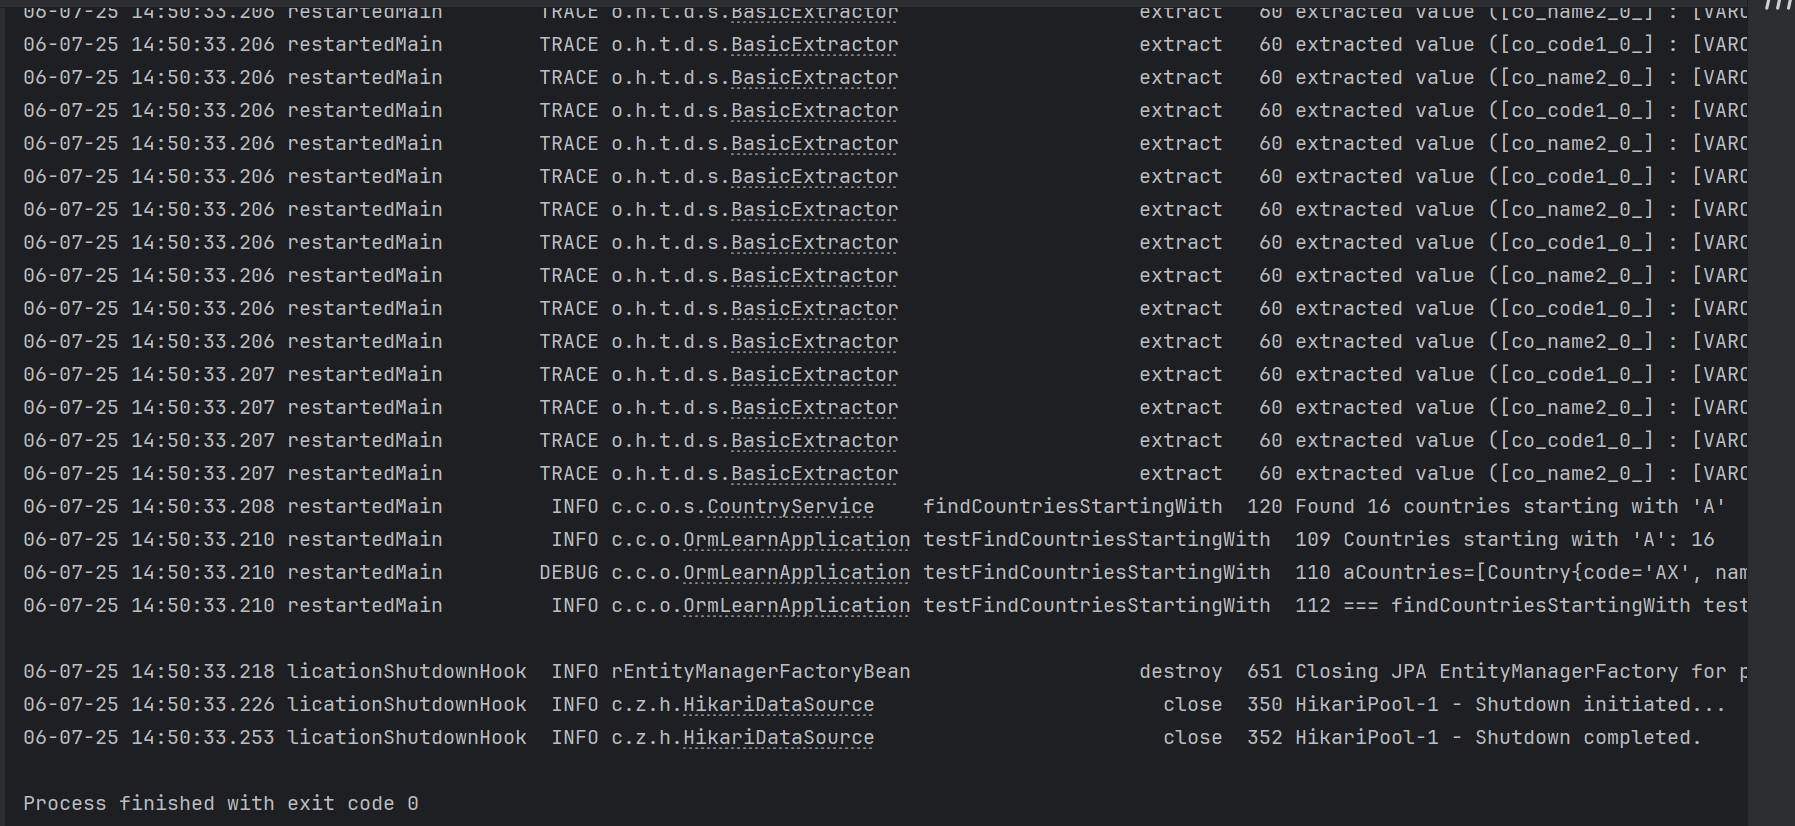 06-07-25 14:50:33.206 restartedMain        TRACE o.h.t.d.s.BasicExtractor                    extract   60 extracted value ([co_name2_0_] : [VARC
06-07-25 14:50:33.206 restartedMain        TRACE o.h.t.d.s.BasicExtractor                    extract   60 extracted value ([co_code1_0_] : [VARC
06-07-25 14:50:33.206 restartedMain        TRACE o.h.t.d.s.BasicExtractor                    extract   60 extracted value ([co_name2_0_] : [VARC
06-07-25 14:50:33.206 restartedMain        TRACE o.h.t.d.s.BasicExtractor                    extract   60 extracted value ([co_code1_0_] : [VARC
06-07-25 14:50:33.206 restartedMain        TRACE o.h.t.d.s.BasicExtractor                    extract   60 extracted value ([co_name2_0_] : [VARC
06-07-25 14:50:33.206 restartedMain        TRACE o.h.t.d.s.BasicExtractor                    extract   60 extracted value ([co_code1_0_] : [VARC
06-07-25 14:50:33.206 restartedMain        TRACE o.h.t.d.s.BasicExtractor                    extract   60 extracted value ([co_name2_0_] : [VARC
06-07-25 14:50:33.206 restartedMain        TRACE o.h.t.d.s.BasicExtractor                    extract   60 extracted value ([co_code1_0_] : [VARC
06-07-25 14:50:33.206 restartedMain        TRACE o.h.t.d.s.BasicExtractor                    extract   60 extracted value ([co_name2_0_] : [VARC
06-07-25 14:50:33.206 restartedMain        TRACE o.h.t.d.s.BasicExtractor                    extract   60 extracted value ([co_code1_0_] : [VARC
06-07-25 14:50:33.206 restartedMain        TRACE o.h.t.d.s.BasicExtractor                    extract   60 extracted value ([co_name2_0_] : [VARC
06-07-25 14:50:33.207 restartedMain        TRACE o.h.t.d.s.BasicExtractor                    extract   60 extracted value ([co_code1_0_] : [VARC
06-07-25 14:50:33.207 restartedMain        TRACE o.h.t.d.s.BasicExtractor                    extract   60 extracted value ([co_name2_0_] : [VARC
06-07-25 14:50:33.207 restartedMain        TRACE o.h.t.d.s.BasicExtractor                    extract   60 extracted value ([co_code1_0_] : [VARC
06-07-25 14:50:33.207 restartedMain        TRACE o.h.t.d.s.BasicExtractor                    extract   60 extracted value ([co_name2_0_] : [VARC
06-07-25 14:50:33.208 restartedMain         INFO c.c.o.s.CountryService    findCountriesStartingWith  120 Found 16 countries starting with 'A'
06-07-25 14:50:33.210 restartedMain         INFO c.c.o.OrmLearnApplication testFindCountriesStartingWith  109 Countries starting with 'A': 16
06-07-25 14:50:33.210 restartedMain        DEBUG c.c.o.OrmLearnApplication testFindCountriesStartingWith  110 aCountries=[Country{code='AX', nam
06-07-25 14:50:33.210 restartedMain         INFO c.c.o.OrmLearnApplication testFindCountriesStartingWith  112 === findCountriesStartingWith test
06-07-25 14:50:33.218 licationShutdownHook  INFO rEntityManagerFactoryBean                   destroy  651 Closing JPA EntityManagerFactory for p
06-07-25 14:50:33.226 licationShutdownHook  INFO c.z.h.HikariDataSource                        close  350 HikariPool-1 - Shutdown initiated...
06-07-25 14:50:33.253 licationShutdownHook  INFO c.z.h.HikariDataSource                        close  352 HikariPool-1 - Shutdown completed.
Process finished with exit code 0